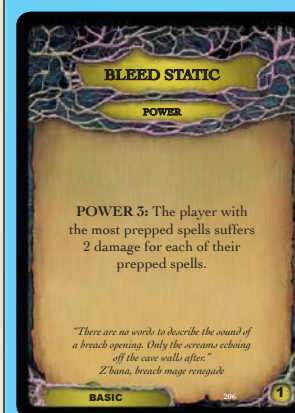 BLEED STATIC
POWER
POWER 3: The player with
the most prepped spells suffers
2 damage for each of their
prepped spells.
"There are no words to describe the sound of
a breach opening. Only the screams echoing
off the cave walls after."
Z'hana, breach mage renegade
BASIC
206
1